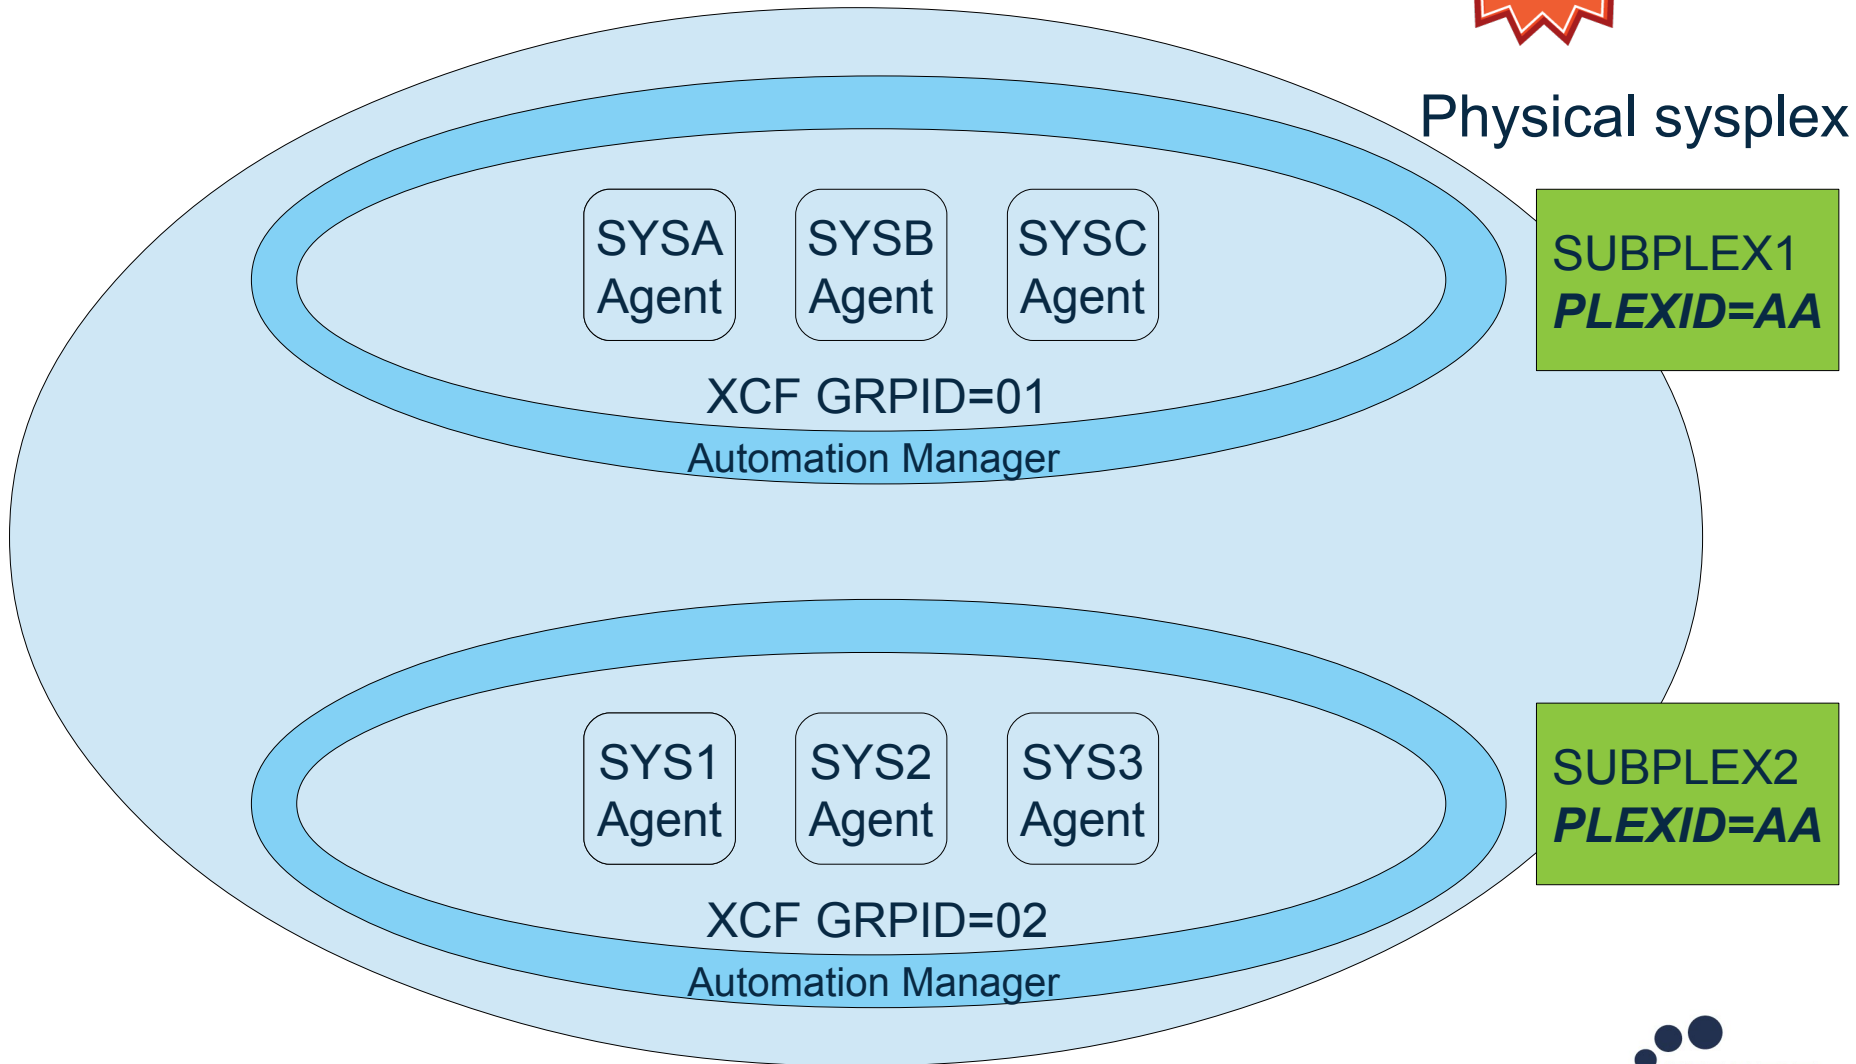 Physical sysplex
SYSA
Agent
SYSB
Agent
SYSC
Agent
XCF GRPID=01
Automation Manager
SUBPLEX1
PLEXID=AA
SYS1
Agent
SYS2
Agent
SYS3
Agent
XCF GRPID=02
Automation Manager
SUBPLEX2
PLEXID=AA